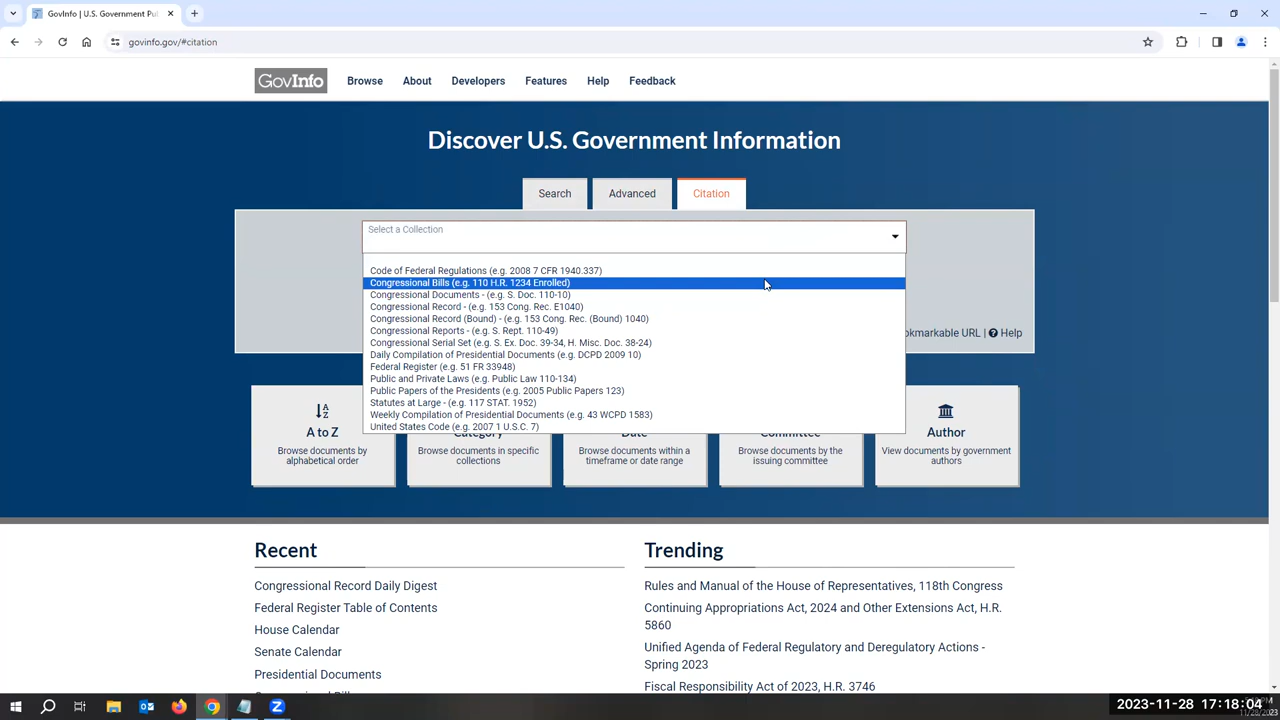 GovInfo | U.S. Government Pu
govinfo.gov/#citation
GovInfo Browse About Developers Features Help Feedback
Discover U.S. Government Information
Search Advanced Citation
Select a Collection
Code of Federal Regulations (e.g. 2008 7 CFR 1940.337)
Congressional Bills (e.g. 110 H.R. 1234 Enrolled)
Congressional Documents - (e.g. S. Doc. 110-10)
Congressional Record - (e.g. 153 Cong. Rec. E1040)
Congressional Record (Bound) - (e.g. 153 Cong. Rec. (Bound) 1040)
Congressional Reports - (e.g. S. Rept. 110-49)
Congressional Serial Set (e.g. S. Ex. Doc. 39-34, H. Misc. Doc. 38-24)
Daily Compilation of Presidential Documents (e.g. DCPD 2009 10)
Federal Register (e.g. 51 FR 33948)
Public and Private Laws (e.g. Public Law 110-134)
Public Papers of the Presidents (e.g. 2005 Public Papers 123)
Statutes at Large - (e.g. 117 STAT. 1952)
Weekly Compilation of Presidential Documents (e.g. 43 WCPD 1583)
United States Code (e.g. 2007 1 U.S.C. 7)
okmarkable URL | Help
A to Z
Browse documents by
alphabetical order
Category
Browse documents in specific
collections
Date
Browse documents within a
timeframe or date range
Committee
Browse documents by the
issuing committee
Author
View documents by government
authors
Recent
Congressional Record Daily Digest
Federal Register Table of Contents
House Calendar
Senate Calendar
Presidential Documents
Trending
Rules and Manual of the House of Representatives, 118th Congress
Continuing Appropriations Act, 2024 and Other Extensions Act, H.R.
5860
Unified Agenda of Federal Regulatory and Deregulatory Actions -
Spring 2023
Fiscal Responsibility Act of 2023, H.R. 3746
2023-11-28 17:18:04